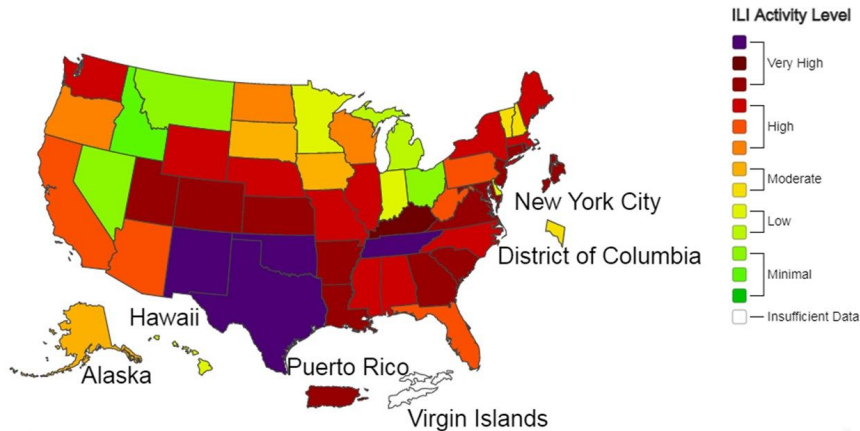 ILI Activity Level
Very High
High
Moderate
Low
Minimal
Insufficient Data
New York City
District of Columbia
Hawaii
Alaska
Puerto Rico
Virgin Islands